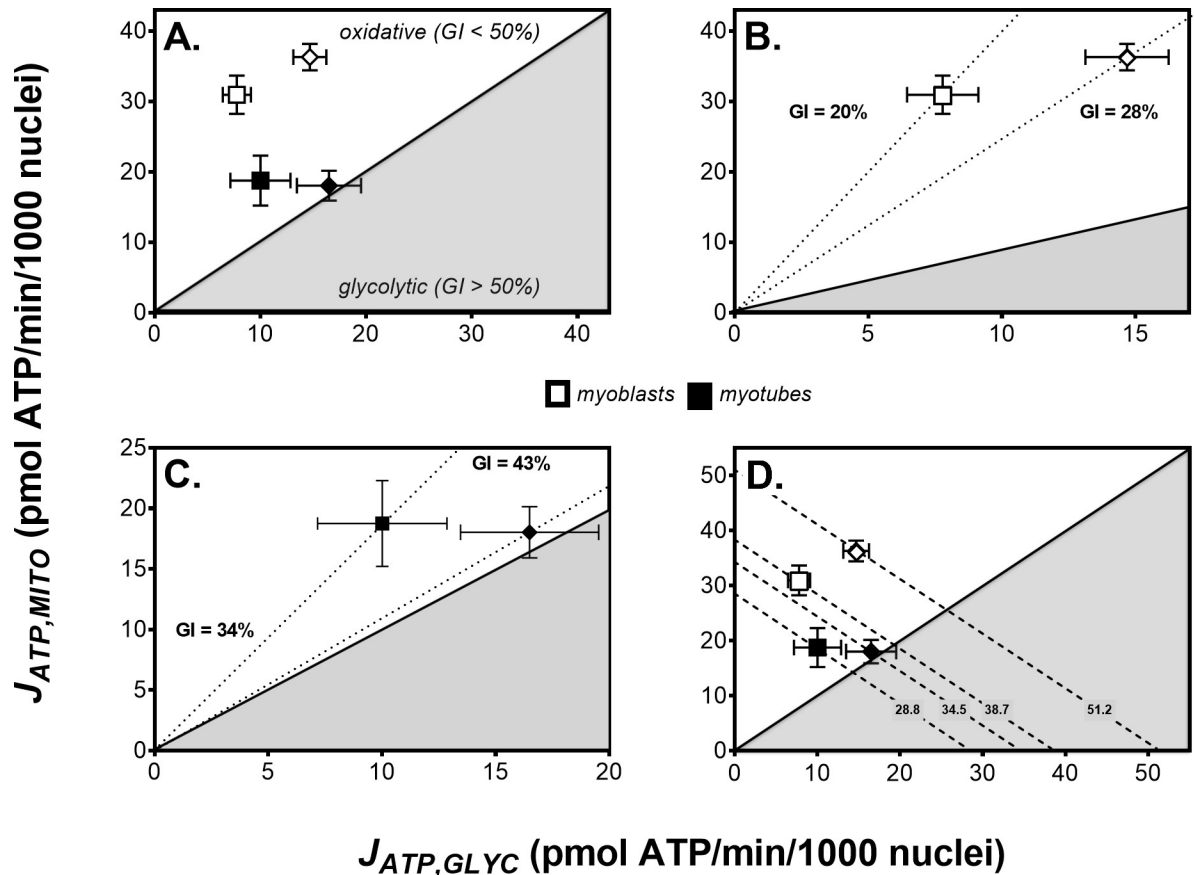 A.
oxidative (GI < 50%)
glycolytic (GI > 50%)
40
30
20
10
0
0 10 20 30 40
B.
GI = 20%
GI = 28%
40
30
20
10
0
0 5 10 15
myoblasts myotubes
C.
GI = 43%
GI = 34%
25
20
15
10
5
0
0 5 10 15 20
D.
50
40
30
20
10
0
28.8 34.5 38.7 51.2
0 10 20 30 40 50
J ATP,MITO (pmol ATP/min/1000 nuclei)
J ATP,GLYC (pmol ATP/min/1000 nuclei)